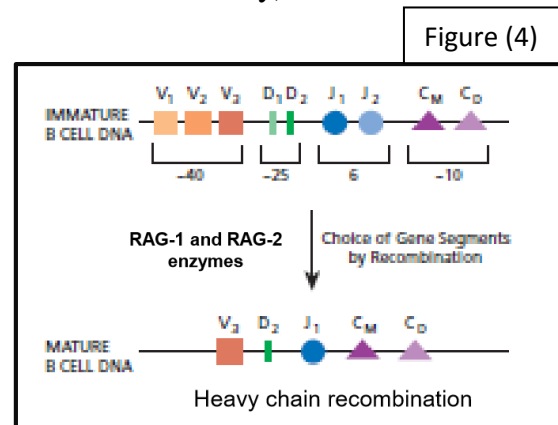 Figure (4)
V1 V2 V3 D1 D2 J1 J2 CM CD
IMMATURE
B CELL DNA
~40 ~25 6 ~10
RAG-1 and RAG-2
enzymes
Choice of Gene Segments
by Recombination
V3 D2 J1 CM CD
MATURE
B CELL DNA
Heavy chain recombination